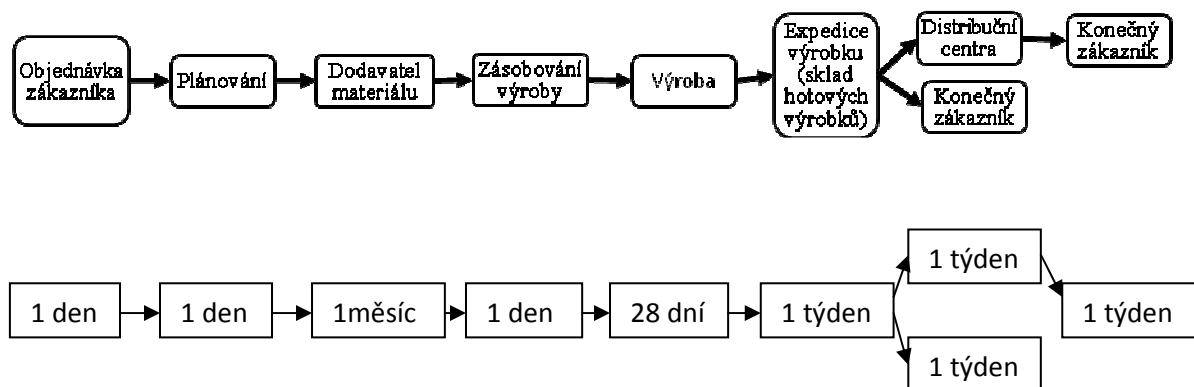 Objednávka
zákazníka
Plánování
Dodavatel
materiálu
Zásobování
výroby
Výroba
Expedice
výrobku
(sklad
hotových
výrobků)
Distribuční
centra
Konečný
zákazník
Konečný
zákazník
1 den
1 den
1měsíc
1 den
28 dní
1 týden
1 týden
1 týden
1 týden